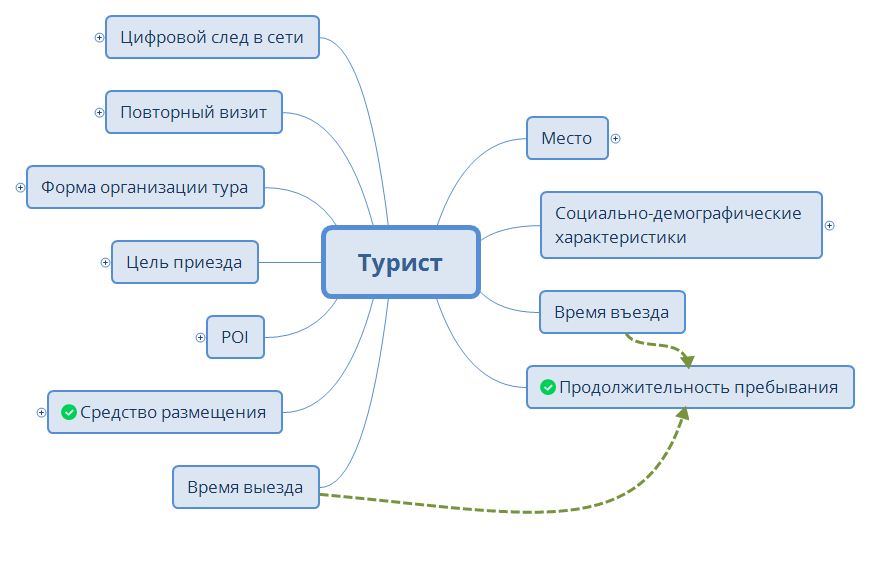 Цифровой след в сети
Повторный визит
Форма организации тура
Цель приезда
POI
Средство размещения
Время выезда
Турист
Место
Социально-демографические
характеристики
Время въезда
Продолжительность пребывания